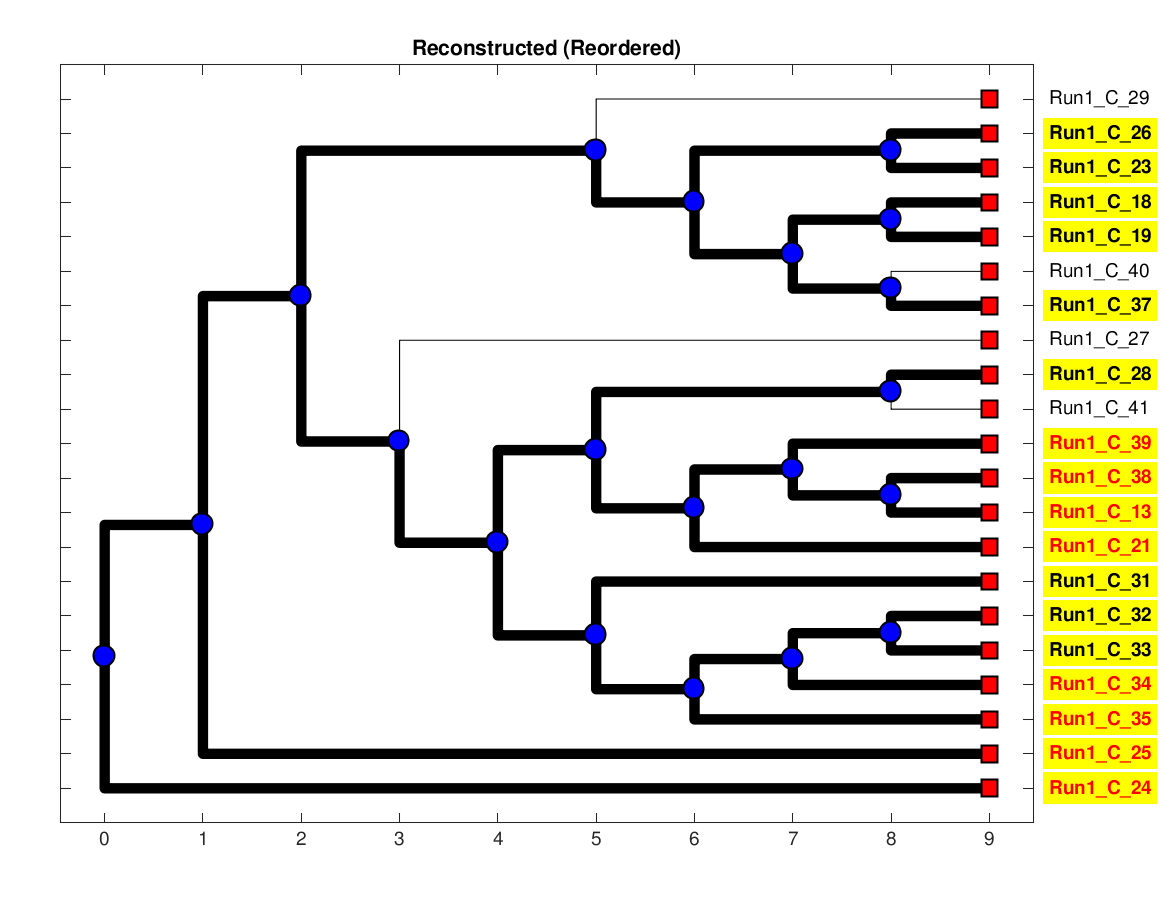 Reconstructed (Reordered)
Run1_C_29
Run1_C_26
Run1_C_23
Run1_C_18
Run1_C_19
Run1_C_40
Run1_C_37
Run1_C_27
Run1_C_28
Run1_C_41
Run1_C_39
Run1_C_38
Run1_C_13
Run1_C_21
Run1_C_31
Run1_C_32
Run1_C_33
Run1_C_34
Run1_C_35
Run1_C_25
Run1_C_24
0 1 2 3 4 5 6 7 8 9